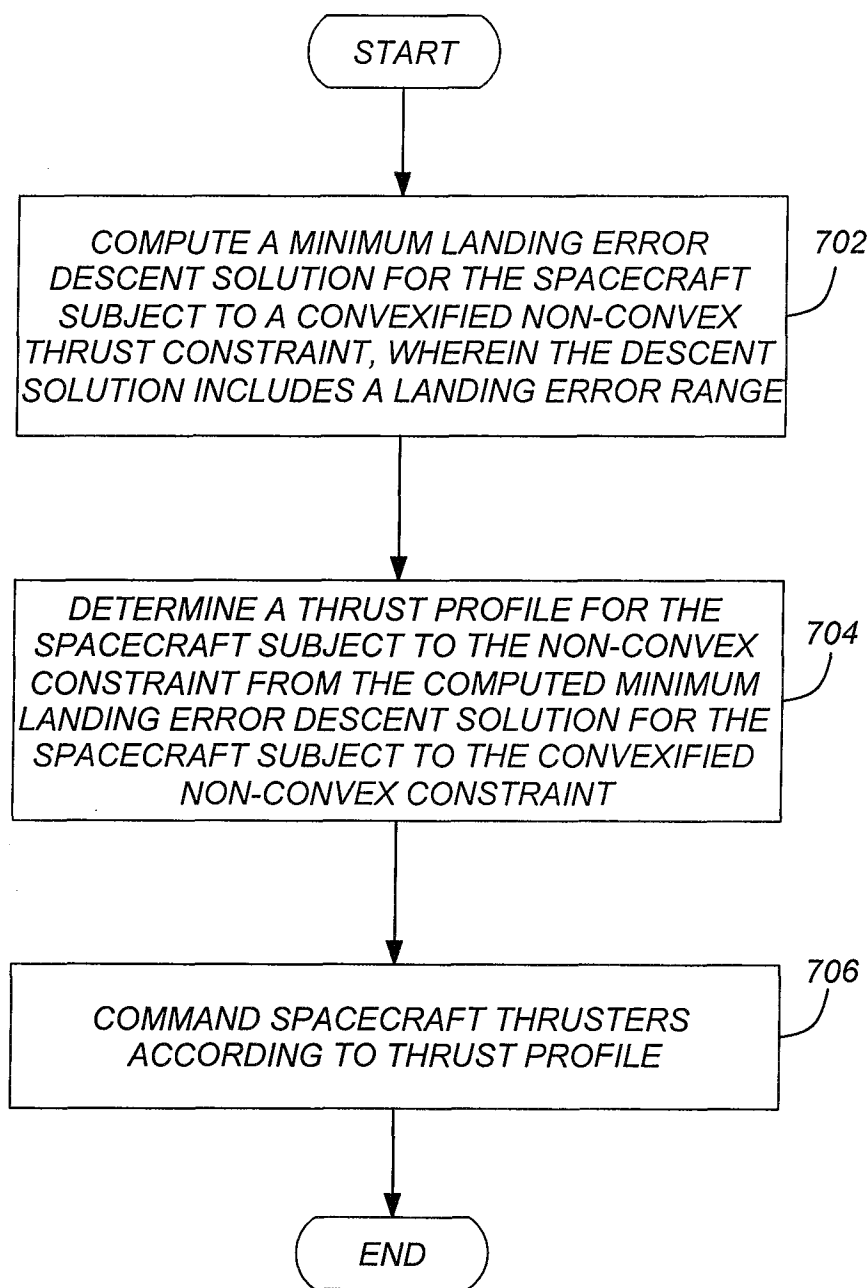 START
COMPUTE A MINIMUM LANDING ERROR
DESCENT SOLUTION FOR THE SPACECRAFT
SUBJECT TO A CONVEXIFIED NON-CONVEX
THRUST CONSTRAINT, WHEREIN THE DESCENT
SOLUTION INCLUDES A LANDING ERROR RANGE
702
DETERMINE A THRUST PROFILE FOR THE
SPACECRAFT SUBJECT TO THE NON-CONVEX
CONSTRAINT FROM THE COMPUTED MINIMUM
LANDING ERROR DESCENT SOLUTION FOR THE
SPACECRAFT SUBJECT TO THE CONVEXIFIED
NON-CONVEX CONSTRAINT
704
COMMAND SPACECRAFT THRUSTERS
ACCORDING TO THRUST PROFILE
706
END